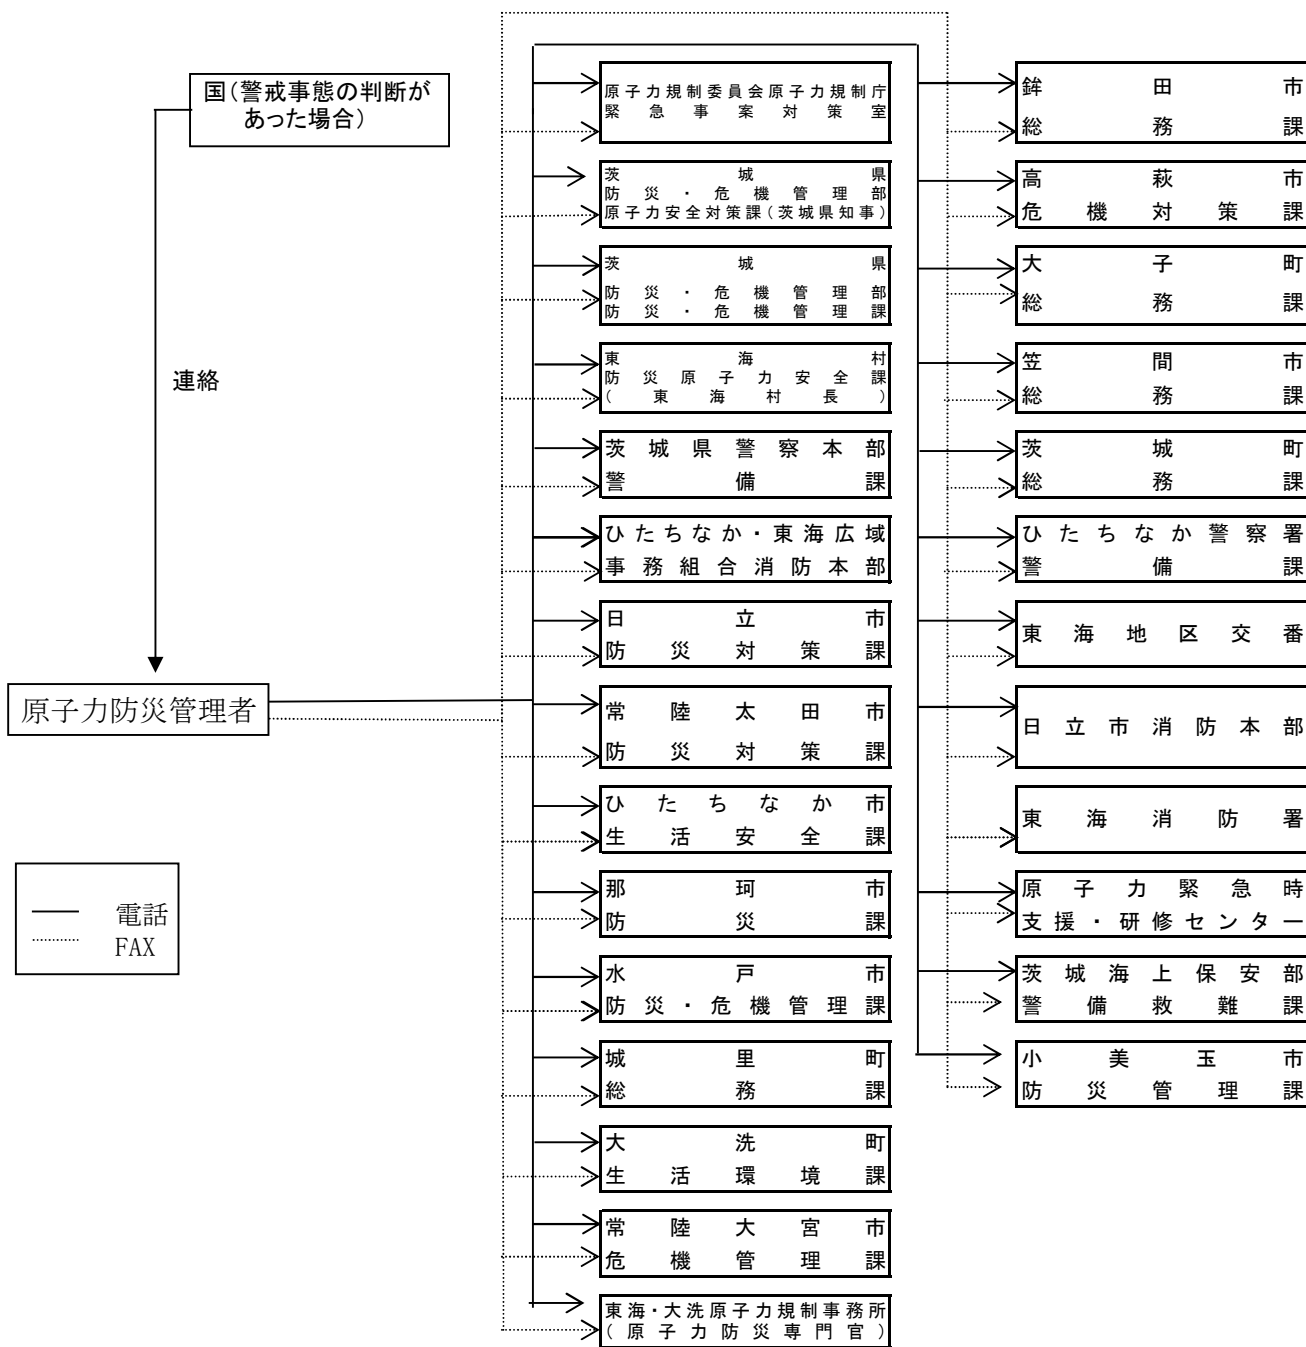 国(警戒事態の判断が
あった場合)
連絡
原子力防災管理者
電話
FAX
原子力規制委員会原子力規制庁
緊急事案対策室
茨城県
防災・危機管理部
原子力安全対策課(茨城県知事)
茨城県
防災・危機管理部
防災・危機管理課
東海村
防災原子力安全課
(東海村長)
茨城県警察本部
警備課
ひたちなか・東海広域
事務組合消防本部
日立市
防災対策課
常陸太田市
防災対策課
ひたちなか市
生活安全課
那珂市
防災課
水戸市
防災・危機管理課
城里町
総務課
大洗町
生活環境課
常陸大宮市
危機管理課
東海・大洗原子力規制事務所
(原子力防災専門官)
鉾田市
総務課
高萩市
危機対策課
大子町
総務課
笠間市
総務課
茨城町
総務課
ひたちなか警察署
警備課
東海地区交番
日立市消防本部
東海消防署
原子力緊急時
支援・研修センター
茨城海上保安部
警備救難課
小美玉市
防災管理課